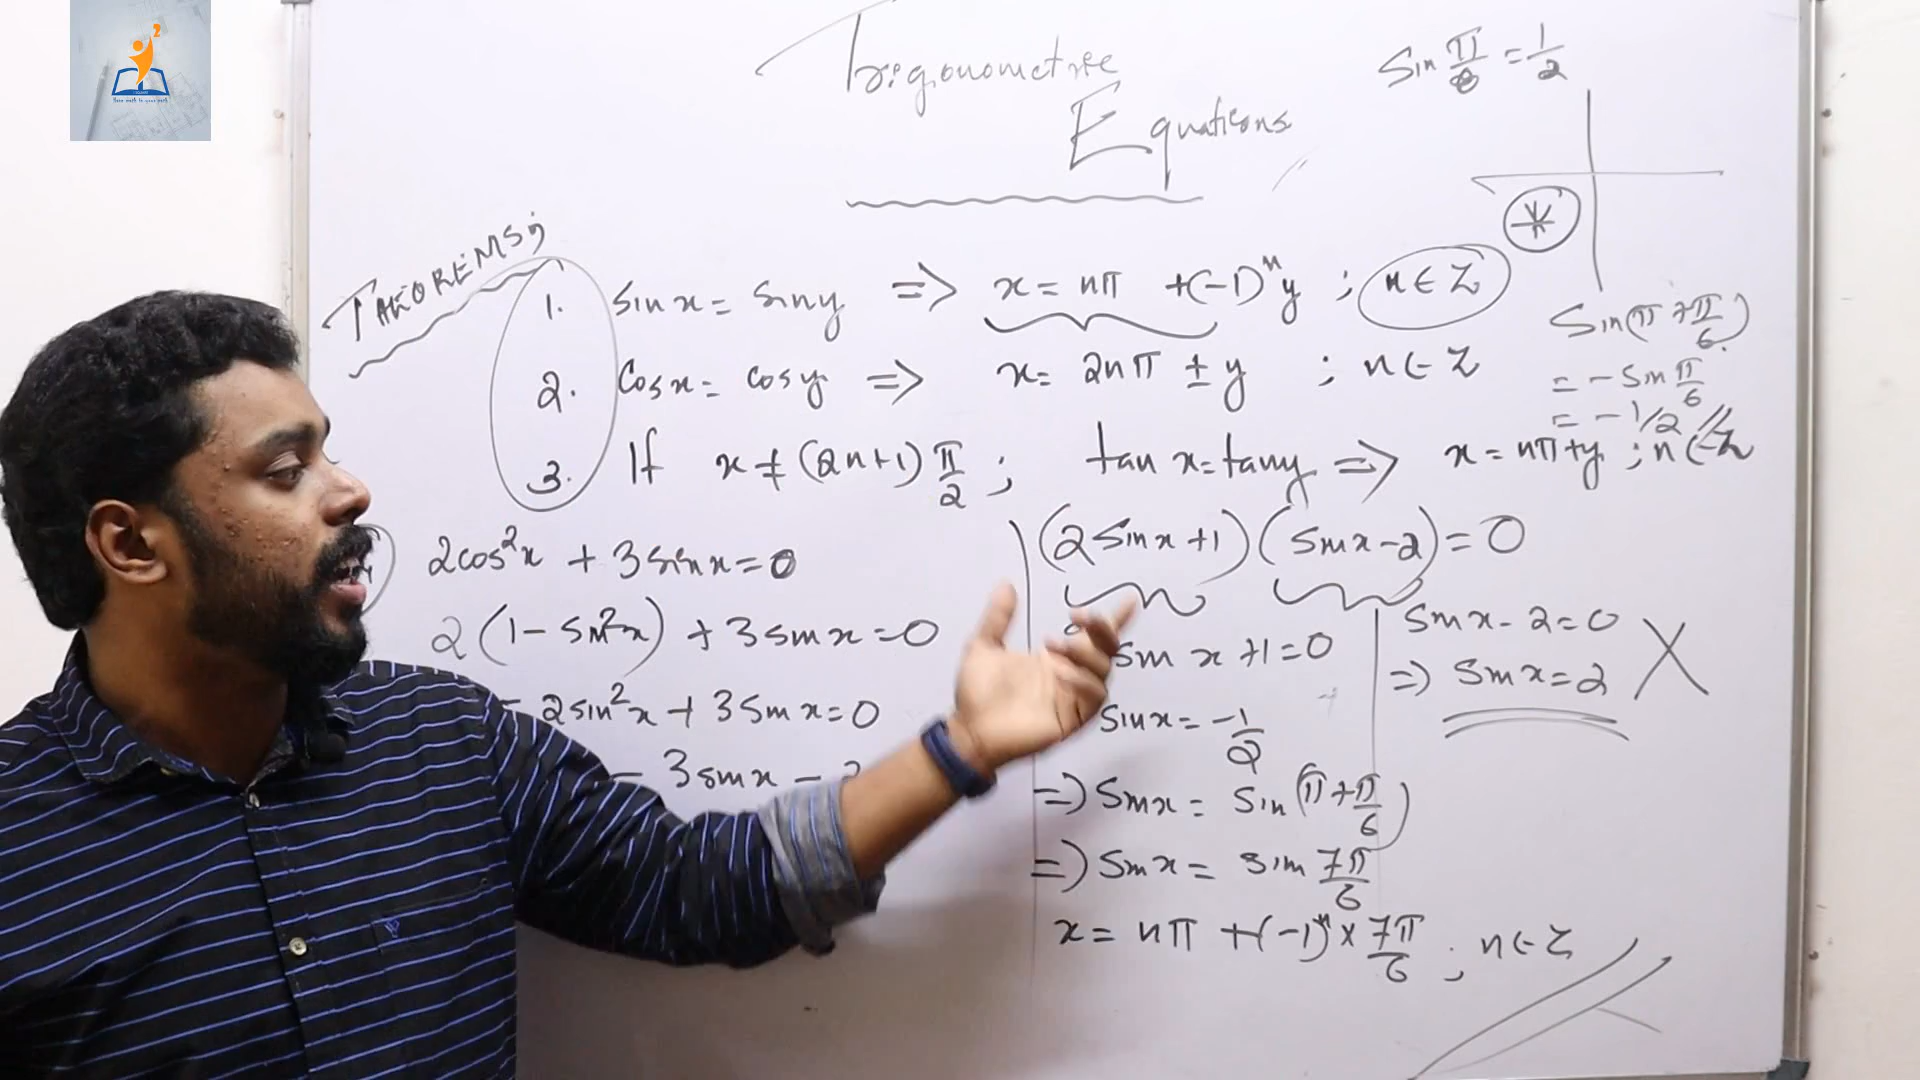 Trigonometric
Equations
Sin π/6 = 1/2
THEOREMS;
1. Sin x = Sin y => x = nπ + (-1)^n y ; n ∈ Z
2. Cos x = cos y => x = 2nπ ± y ; n ∈ Z
3. If x ≠ (2n+1) π/2 ; tan x = tan y => x = nπ + y ; n ∈ Z
Sin(π + π/6)
= - Sin π/6
= - 1/2
2cos²x + 3 sin x = 0
2(1 - Sin²x) + 3 Sin x = 0
2 sin²x + 3 Sin x = 0
- 3 Sin x -
(2 Sin x + 1)(Sin x - 2) = 0
Sin x + 1 = 0
Sin x = -1/2
=> Sin x = Sin (π + π/6)
=> Sin x = Sin 7π/6
x = nπ + (-1)^n × 7π/6 ; n ∈ Z
Sin x - 2 = 0
=> Sin x = 2